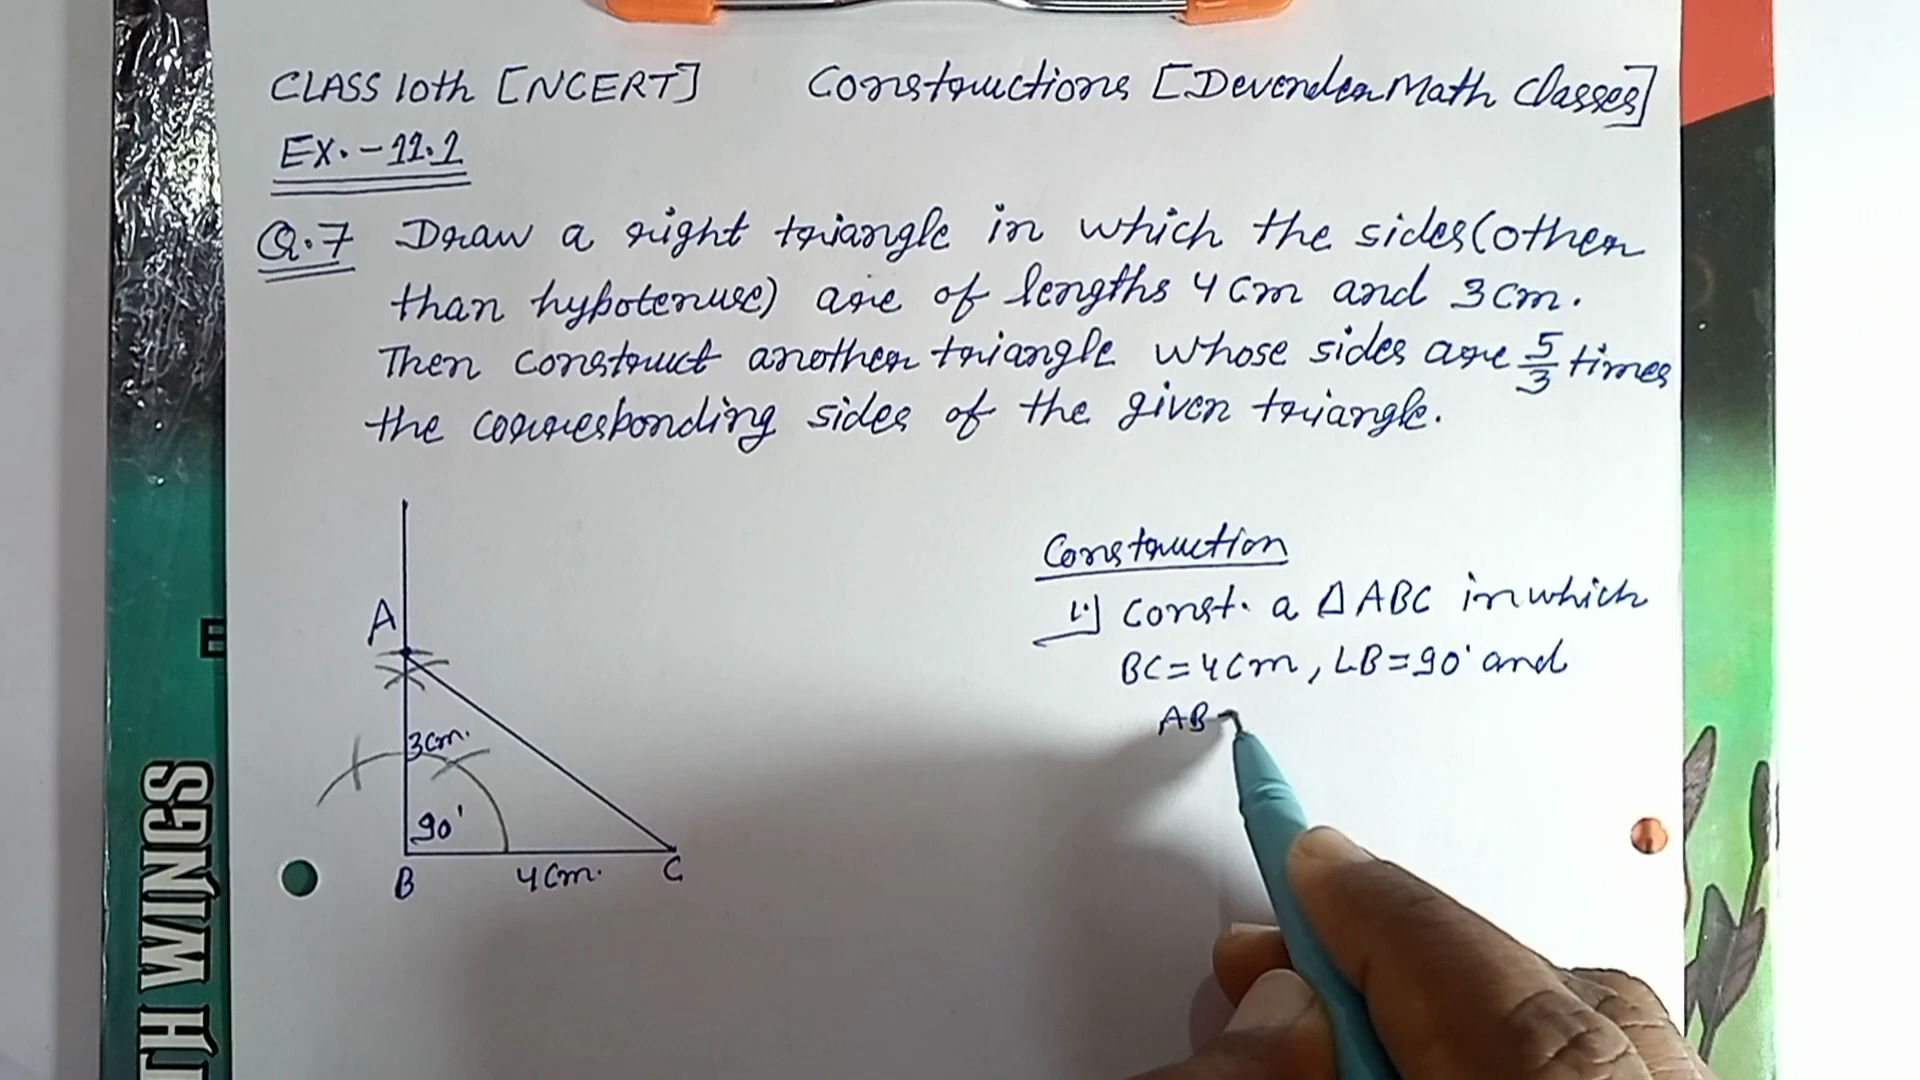 CLASS 10th [NCERT] Constructions [Devender Math Classes]
Ex.-11.1
Q.7 Draw a right triangle in which the sides (other
than hypotenuse) are of lengths 4 cm and 3 cm.
Then construct another triangle whose sides are 5/3 times
the corresponding sides of the given triangle.
A
3cm.
90°
B 4cm. C
Construction
1.) Const. a △ABC in which
BC = 4cm, ∠B = 90° and
AB =
TH WINGS